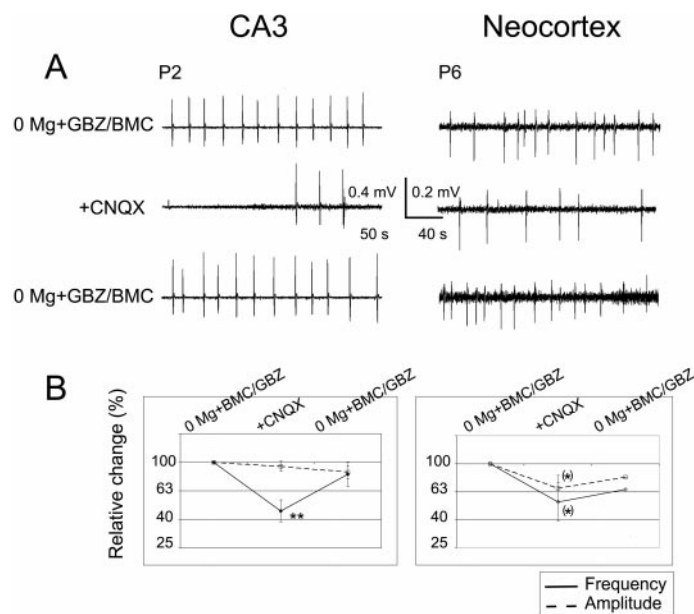 CA3 Neocortex
A
P2 P6
0 Mg+GBZ/BMC
+CNQX 0.4 mV 0.2 mV
50 s 40 s
0 Mg+GBZ/BMC
B
0 Mg+BMC/GBZ +CNQX 0 Mg+BMC/GBZ 0 Mg+BMC/GBZ +CNQX 0 Mg+BMC/GBZ
Relative change (%)
100 100
(*)
63 63
(*)
40 ** 40
25 25
Frequency
Amplitude